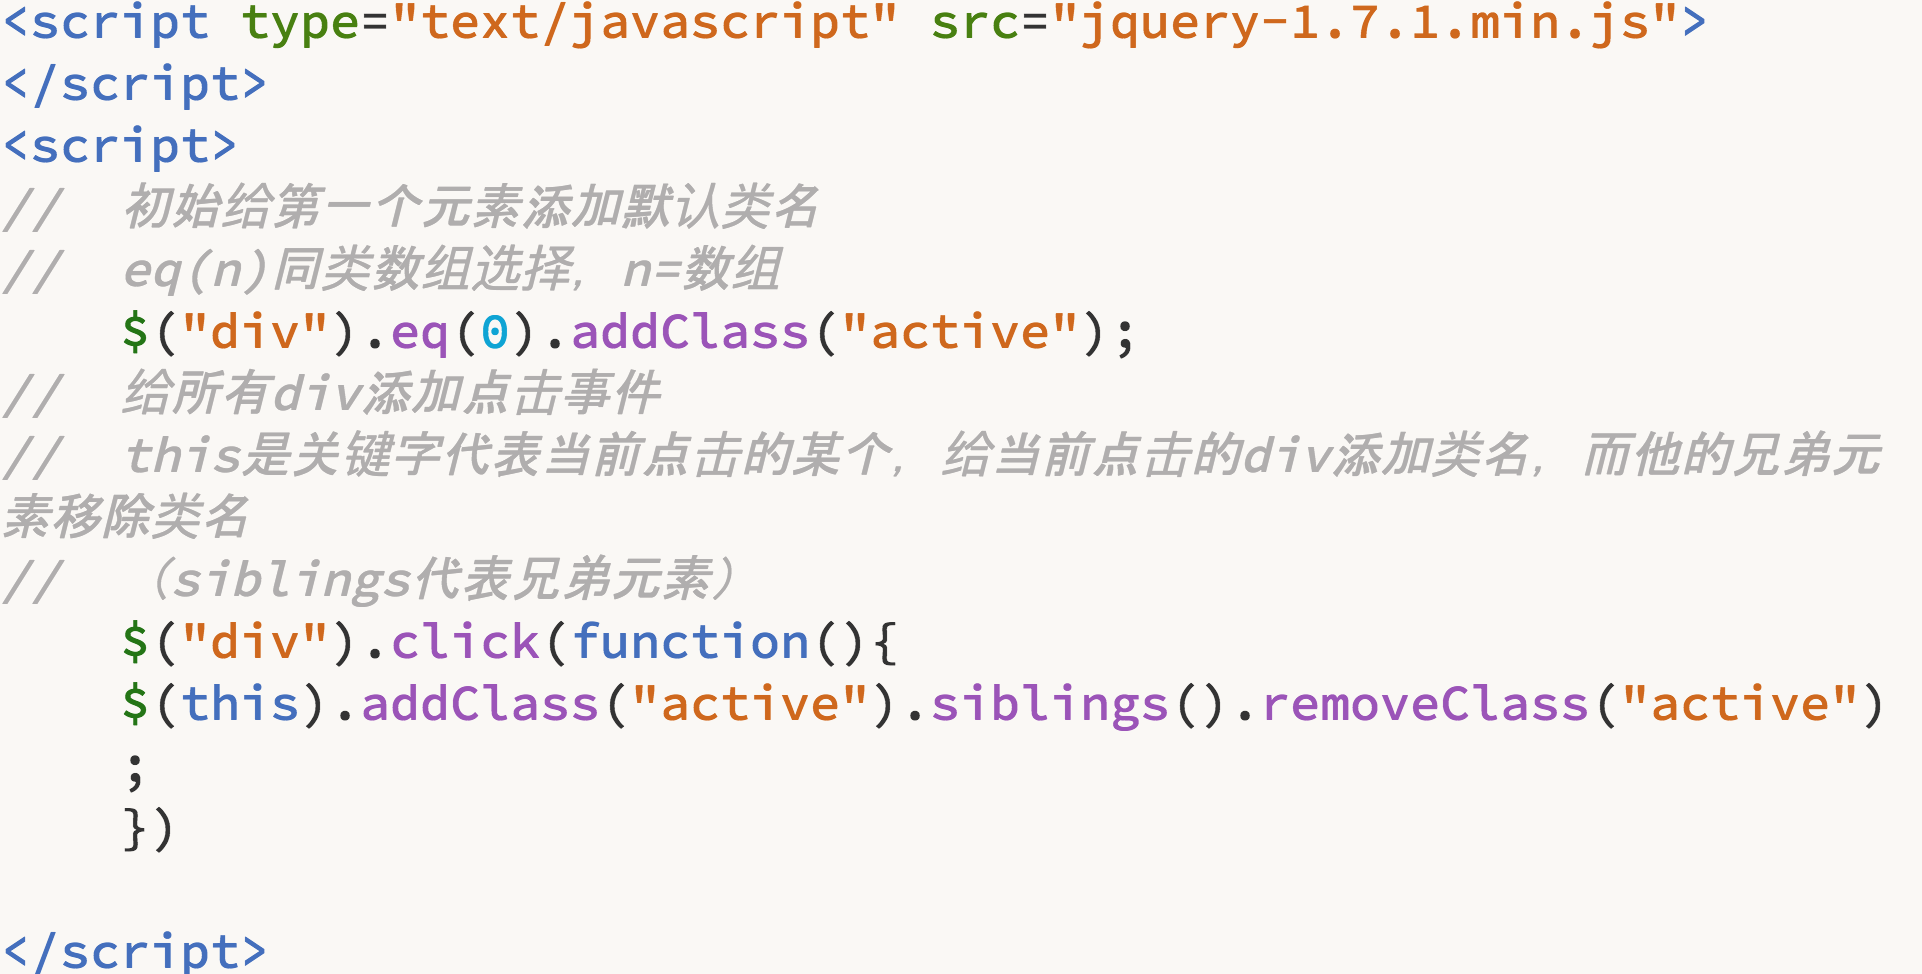 <script type="text/javascript" src="jquery-1.7.1.min.js">
</script>
<script>
//  初始给第一个元素添加默认类名
//  eq(n)同类数组选择，n=数组
    $("div").eq(0).addClass("active");
//  给所有div添加点击事件
//  this是关键字代表当前点击的某个，给当前点击的div添加类名，而他的兄弟元
素移除类名
//  （siblings代表兄弟元素）
    $("div").click(function(){
    $(this).addClass("active").siblings().removeClass("active")
    ;
    })
</script>